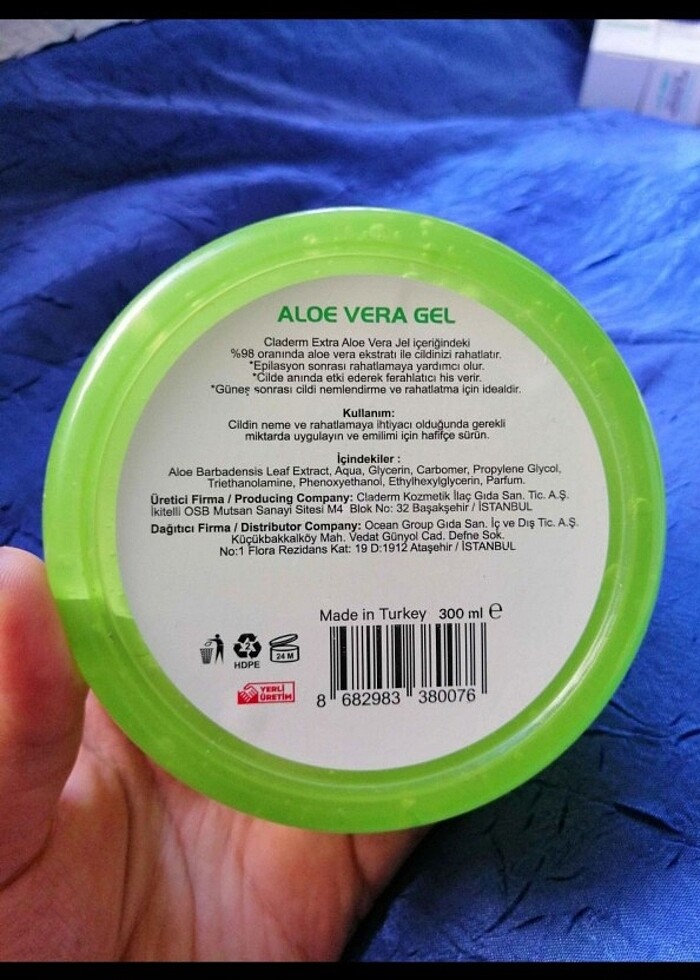 ALOE VERA GEL
Claderm Extra Aloe Vera Jel içeriğindeki
%98 oranında aloe vera ekstratı ile cildinizi rahatlatır.
*Epilasyon sonrası rahatlamaya yardımcı olur.
*Cilde anında etki ederek ferahlatıcı his verir.
*Güneş sonrası cildi nemlendirme ve rahatlatma için idealdir.
Kullanım:
Cildin neme ve rahatlamaya ihtiyacı olduğunda gerekli
miktarda uygulayın ve emilimi için hafifçe sürün.
İçindekiler :
Aloe Barbadensis Leaf Extract, Aqua, Glycerin, Carbomer, Propylene Glycol,
Triethanolamine, Phenoxyethanol, Ethylhexylglycerin, Parfum.
Üretici Firma / Producing Company: Claderm Kozmetik İlaç Gıda San. Tic. A.Ş.
İkitelli OSB Mutsan Sanayi Sitesi M4 Blok No: 32 Başakşehir / İSTANBUL
Dağıtıcı Firma / Distributor Company: Ocean Group Gıda San. İç ve Dış Tic. A.Ş.
Küçükbakkalköy Mah. Vedat Günyol Cad. Defne Sok.
No:1 Flora Rezidans Kat: 19 D:1912 Ataşehir / İSTANBUL
Made in Turkey 300 ml e
2
HDPE
24 M
YERLİ
ÜRETİM
8 682983 380076